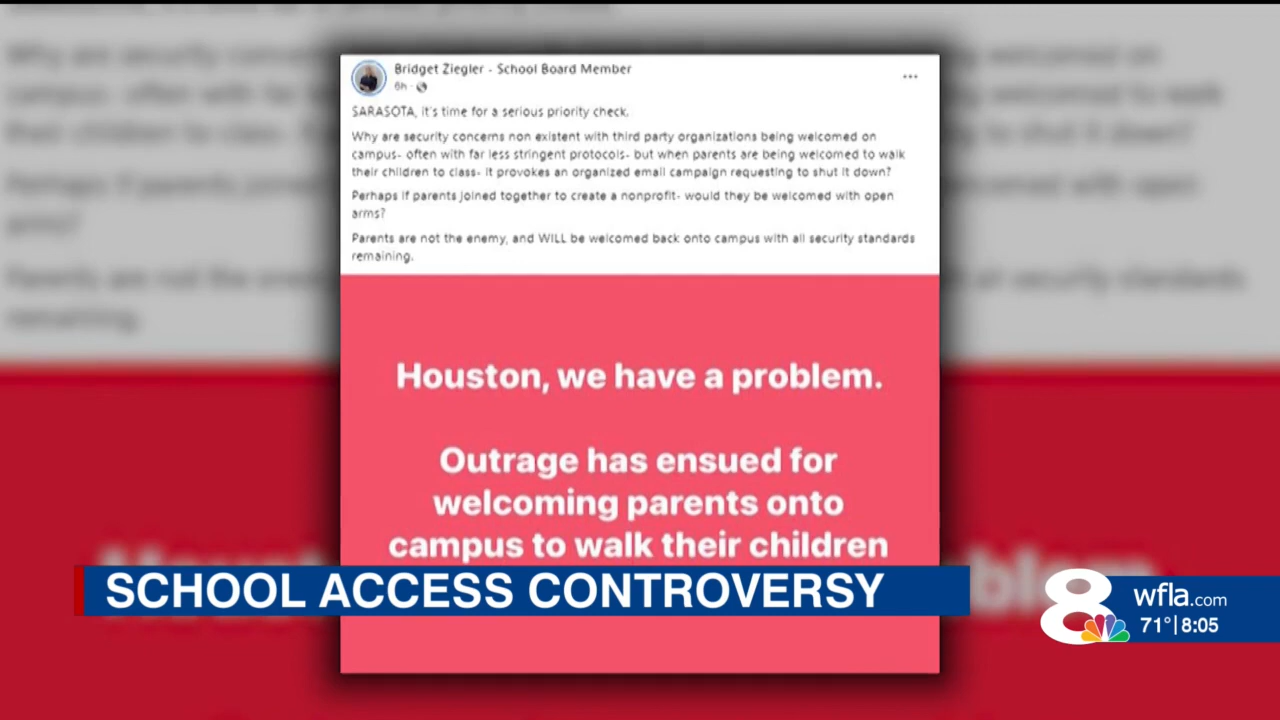 Bridget Ziegler - School Board Member
6h
SARASOTA, it's time for a serious priority check.
Why are security concerns non existent with third party organizations being welcomed on
campus- often with far less stringent protocols- but when parents are being welcomed to walk
their children to class- it provokes an organized email campaign requesting to shut it down?
Perhaps if parents joined together to create a nonprofit- would they be welcomed with open
arms?
Parents are not the enemy, and WILL be welcomed back onto campus with all security standards
remaining.
Houston, we have a problem.
Outrage has ensued for
welcoming parents onto
campus to walk their children
SCHOOL ACCESS CONTROVERSY
8
wfla.com
71° | 8:05